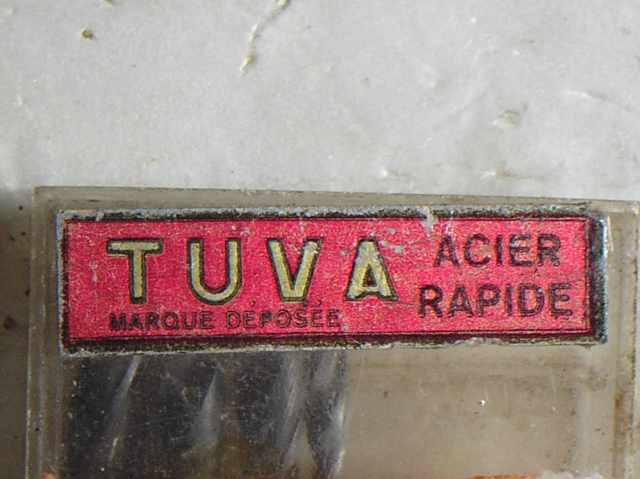 TUVA
MARQUE DÉPOSÉE
ACIER
RAPIDE